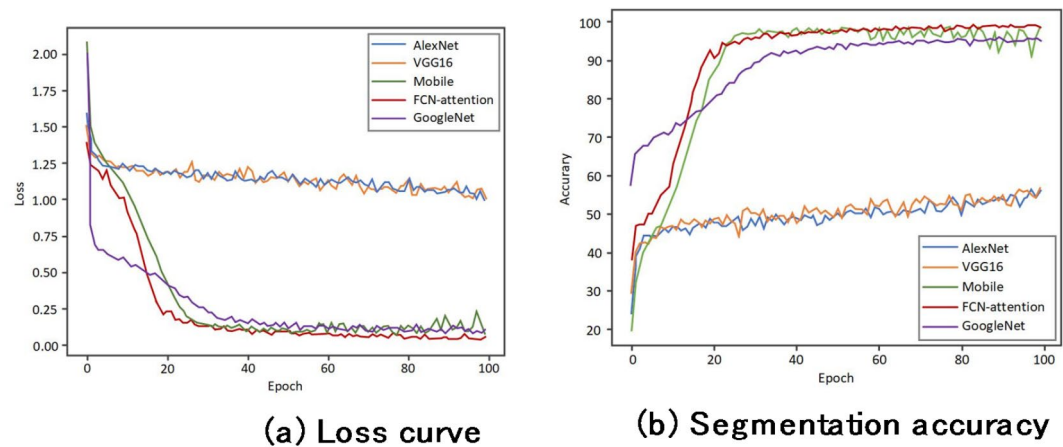 2.00
1.75
1.50
1.25
1.00
0.75
0.50
0.25
0.00
Loss
0 20 40 60 80 100
Epoch
AlexNet
VGG16
Mobile
FCN-attention
GoogleNet
(a) Loss curve
100
90
80
70
60
50
40
30
20
Accuracy
0 20 40 60 80 100
Epoch
AlexNet
VGG16
Mobile
FCN-attention
GoogleNet
(b) Segmentation accuracy